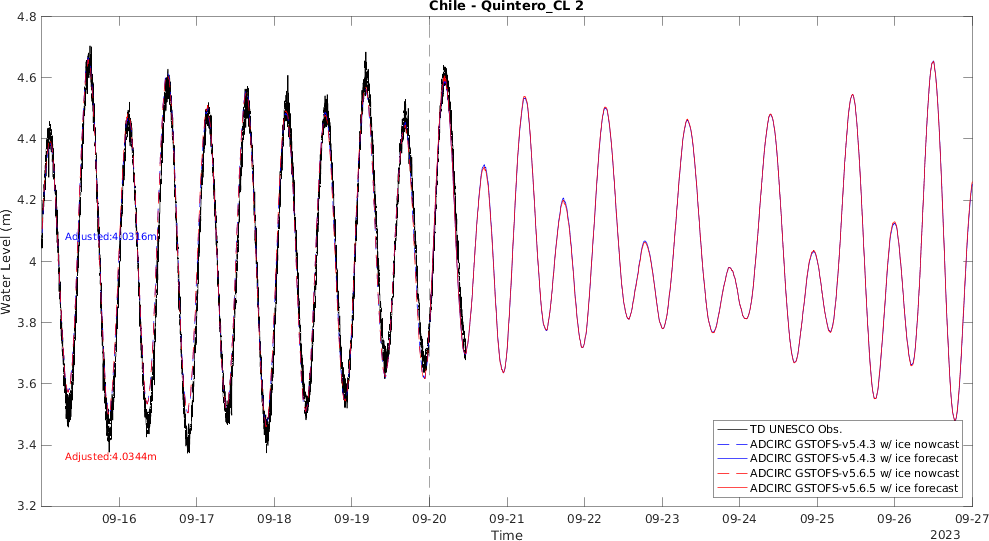 Chile - Quintero_CL 2
4.8
4.6
4.4
4.2
4
3.8
3.6
3.4
3.2
Water Level (m)
Adjusted:4.0316m
Adjusted:4.0344m
TD UNESCO Obs.
ADCIRC GSTOFS-v5.4.3 w/ ice nowcast
ADCIRC GSTOFS-v5.4.3 w/ ice forecast
ADCIRC GSTOFS-v5.6.5 w/ ice nowcast
ADCIRC GSTOFS-v5.6.5 w/ ice forecast
09-16 09-17 09-18 09-19 09-20 09-21 09-22 09-23 09-24 09-25 09-26 09-27
Time
2023